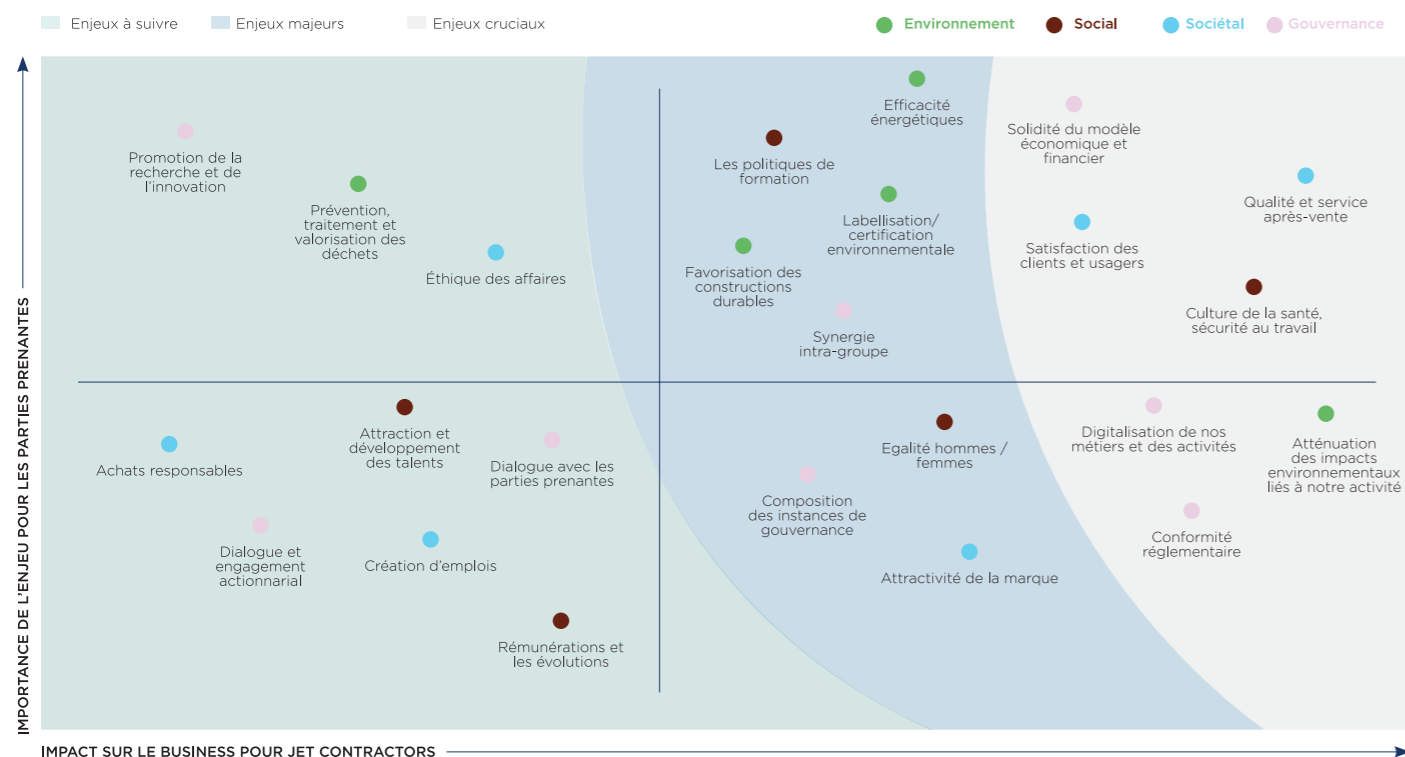 Enjeux à suivre
Enjeux majeurs
Enjeux cruciaux
Environnement
Social
Sociétal
Gouvernance
IMPORTANCE DE L'ENJEU POUR LES PARTIES PRENANTES
Promotion de la
recherche et de
l'innovation
Prévention,
traitement et
valorisation des
déchets
Éthique des affaires
Efficacité
énergétiques
Les politiques de
formation
Labellisation/
certification
environnementale
Favorisation des
constructions
durables
Synergie
intra-groupe
Solidité du modèle
économique et
financier
Qualité et service
après-vente
Satisfaction des
clients et usagers
Culture de la santé,
sécurité au travail
Achats responsables
Attraction et
développement
des talents
Dialogue avec les
parties prenantes
Dialogue et
engagement
actionnarial
Création d'emplois
Rémunérations et
les évolutions
Egalité hommes /
femmes
Composition
des instances de
gouvernance
Attractivité de la marque
Digitalisation de nos
métiers et des activités
Atténuation
des impacts
environnementaux
liés à notre activité
Conformité
réglementaire
IMPACT SUR LE BUSINESS POUR JET CONTRACTORS